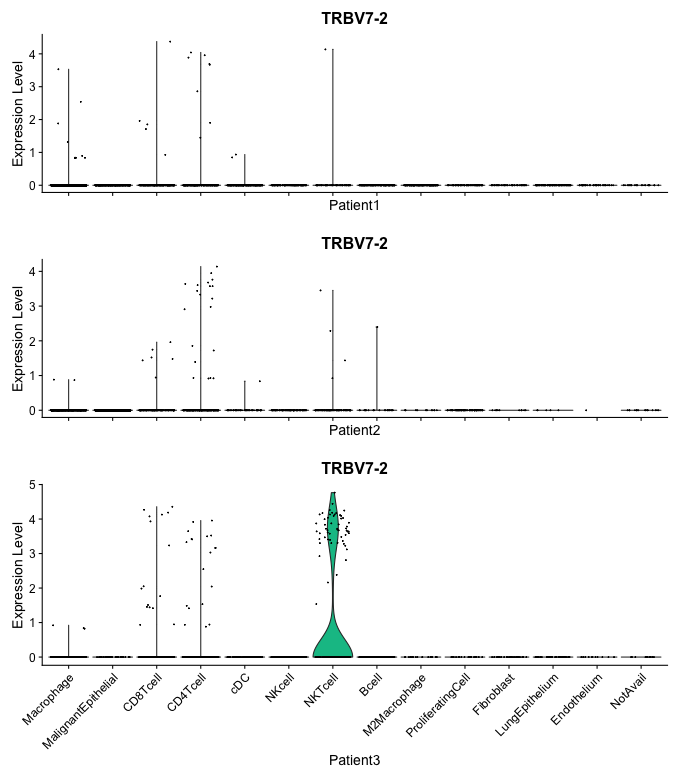 TRBV7-2
Expression Level
4
3
2
1
0
Patient1
TRBV7-2
Expression Level
4
3
2
1
0
Patient2
TRBV7-2
Expression Level
5
4
3
2
1
0
Macrophage
MalignantEpithelial
CD8Tcell
CD4Tcell
cDC
NKcell
NKTcell
Bcell
M2Macrophage
ProliferatingCell
Fibroblast
LungEpithelium
Endothelium
NotAvail
Patient3